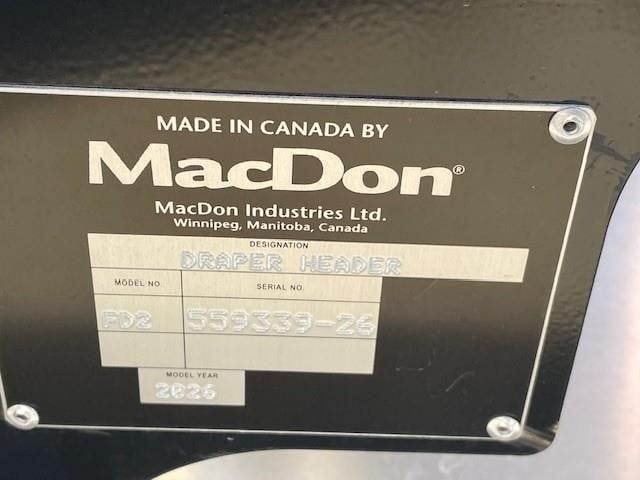 MADE IN CANADA BY
MacDon®
MacDon Industries Ltd.
Winnipeg, Manitoba, Canada
DESIGNATION
DRAPER HEADER
MODEL NO. SERIAL NO.
FD2 559339-26
MODEL YEAR
2026